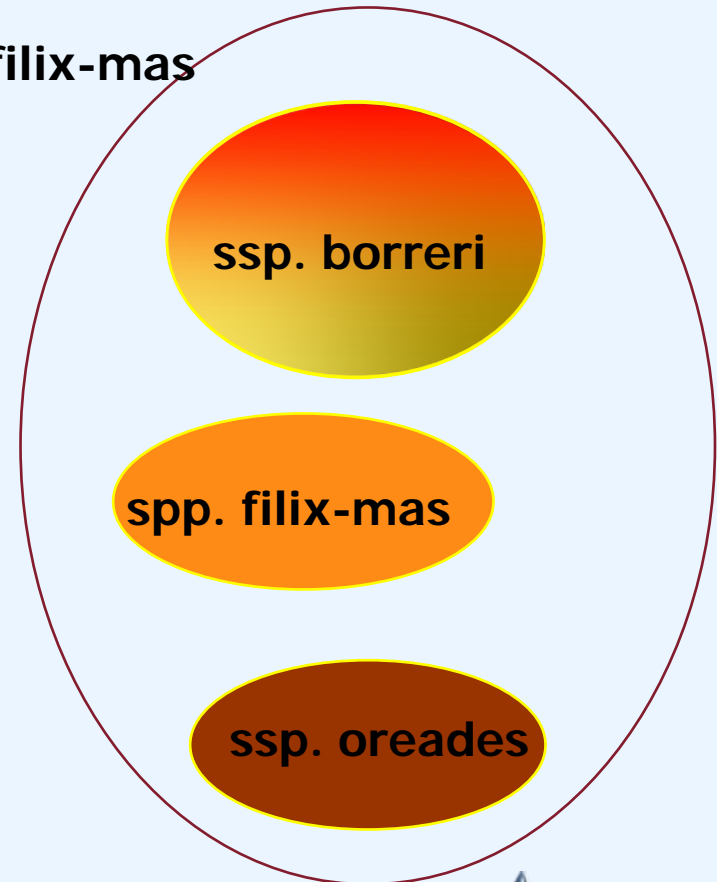 filix-mas
ssp. borreri
spp. filix-mas
ssp. oreades